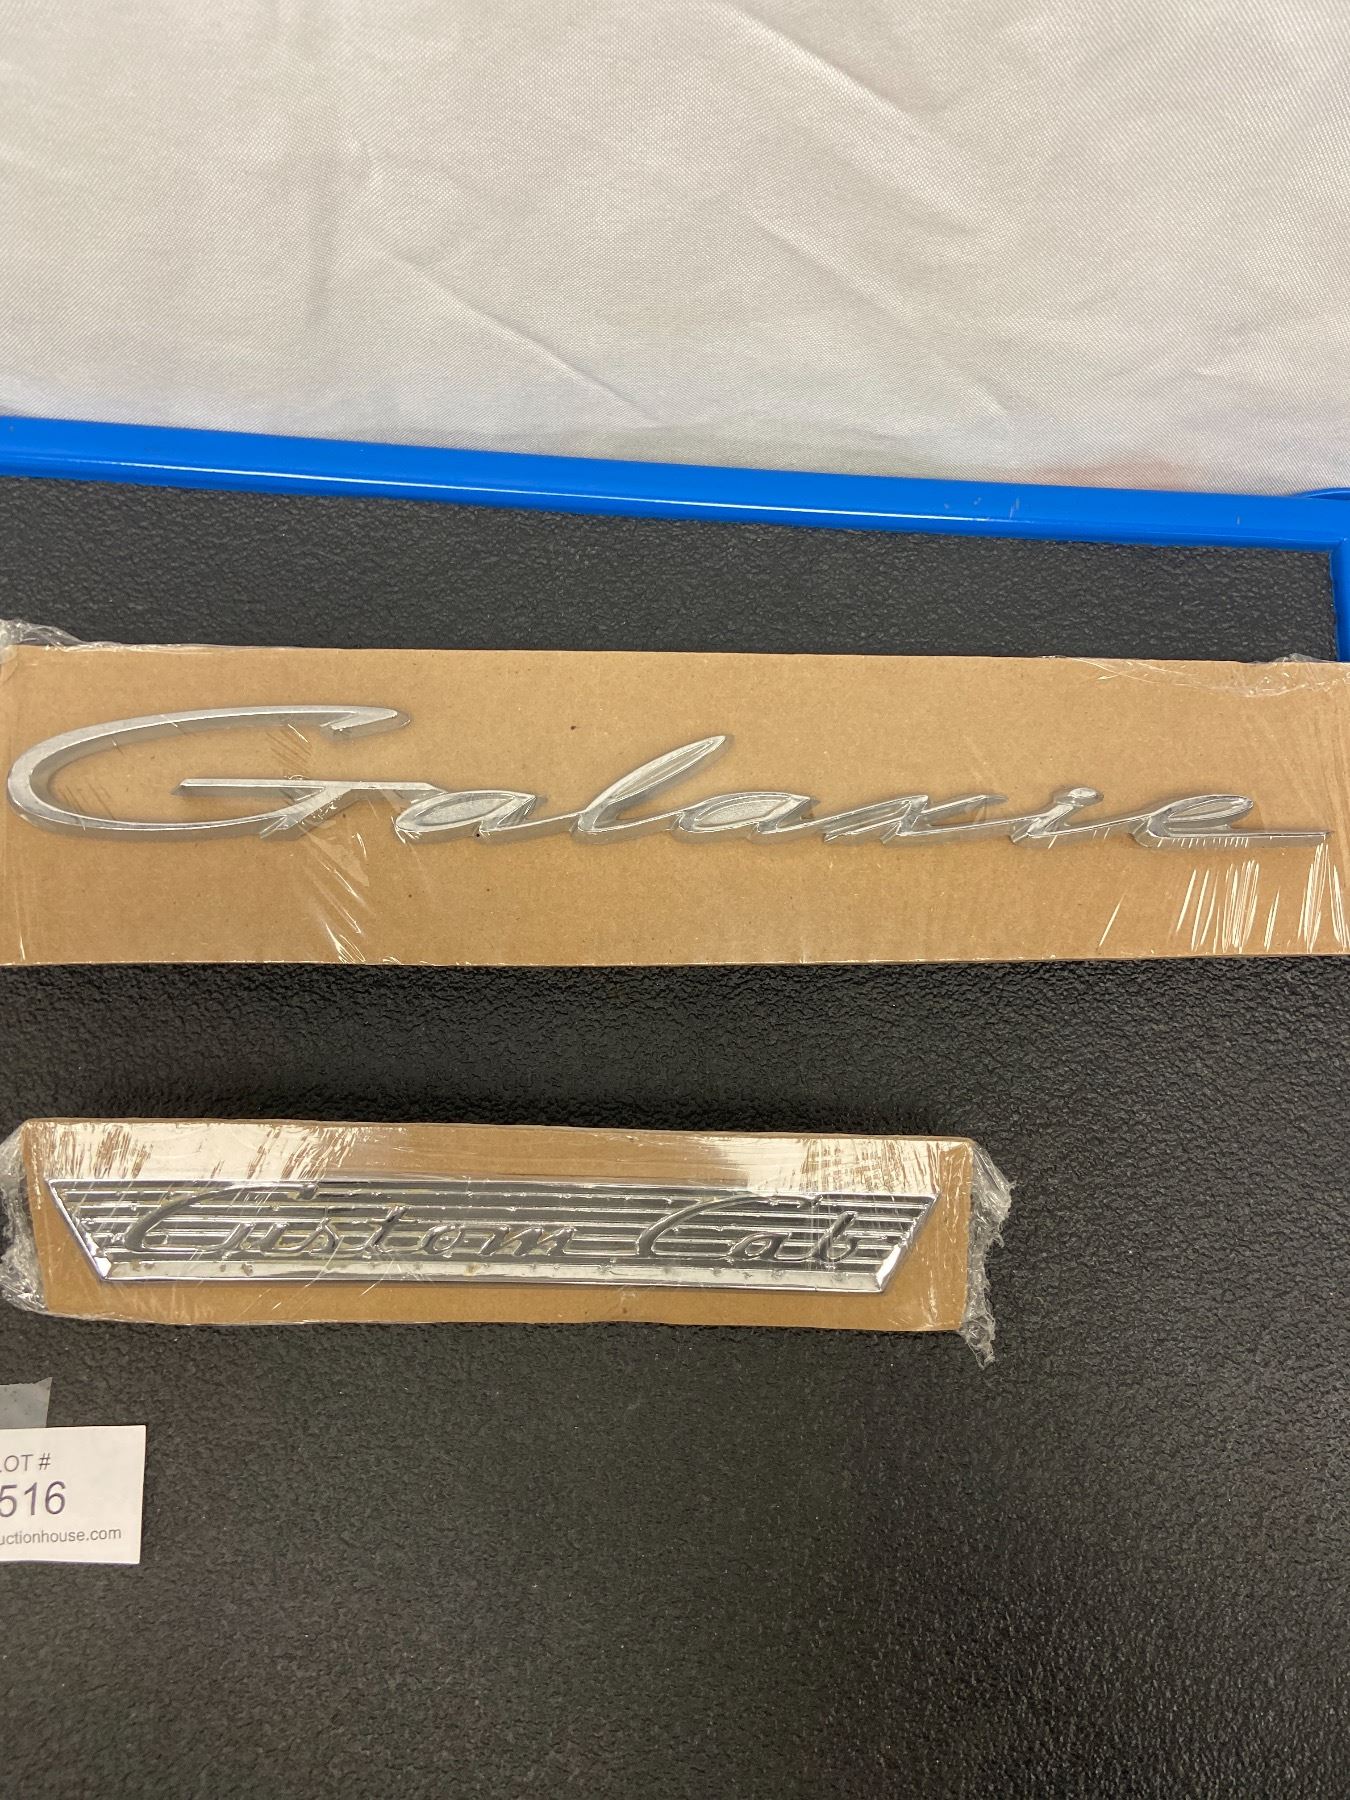 Galaxie
Custom Cab
LOT #
516
uctionhouse.com